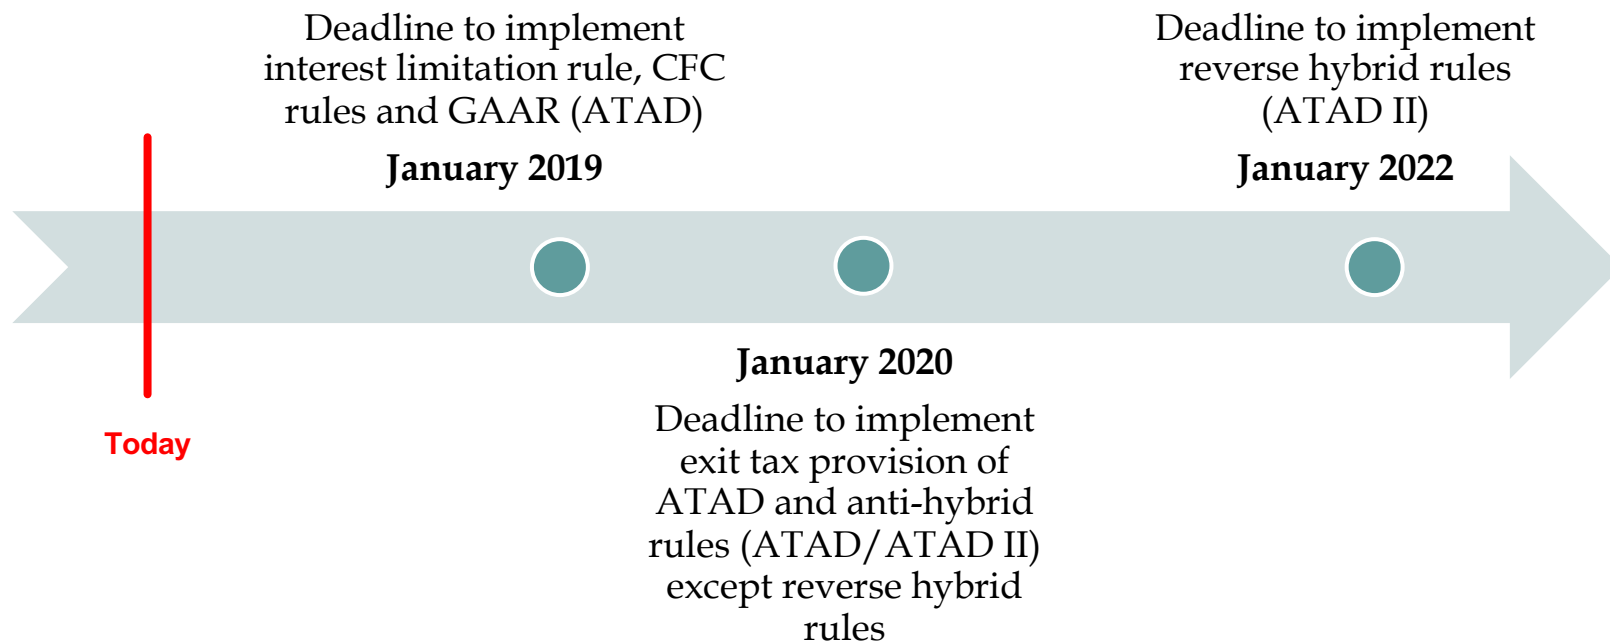 Deadline to implement
interest limitation rule, CFC
rules and GAAR (ATAD)
January 2019
Deadline to implement
reverse hybrid rules
(ATAD II)
January 2022
January 2020
Deadline to implement
exit tax provision of
ATAD and anti-hybrid
rules (ATAD/ATAD II)
except reverse hybrid
rules
Today